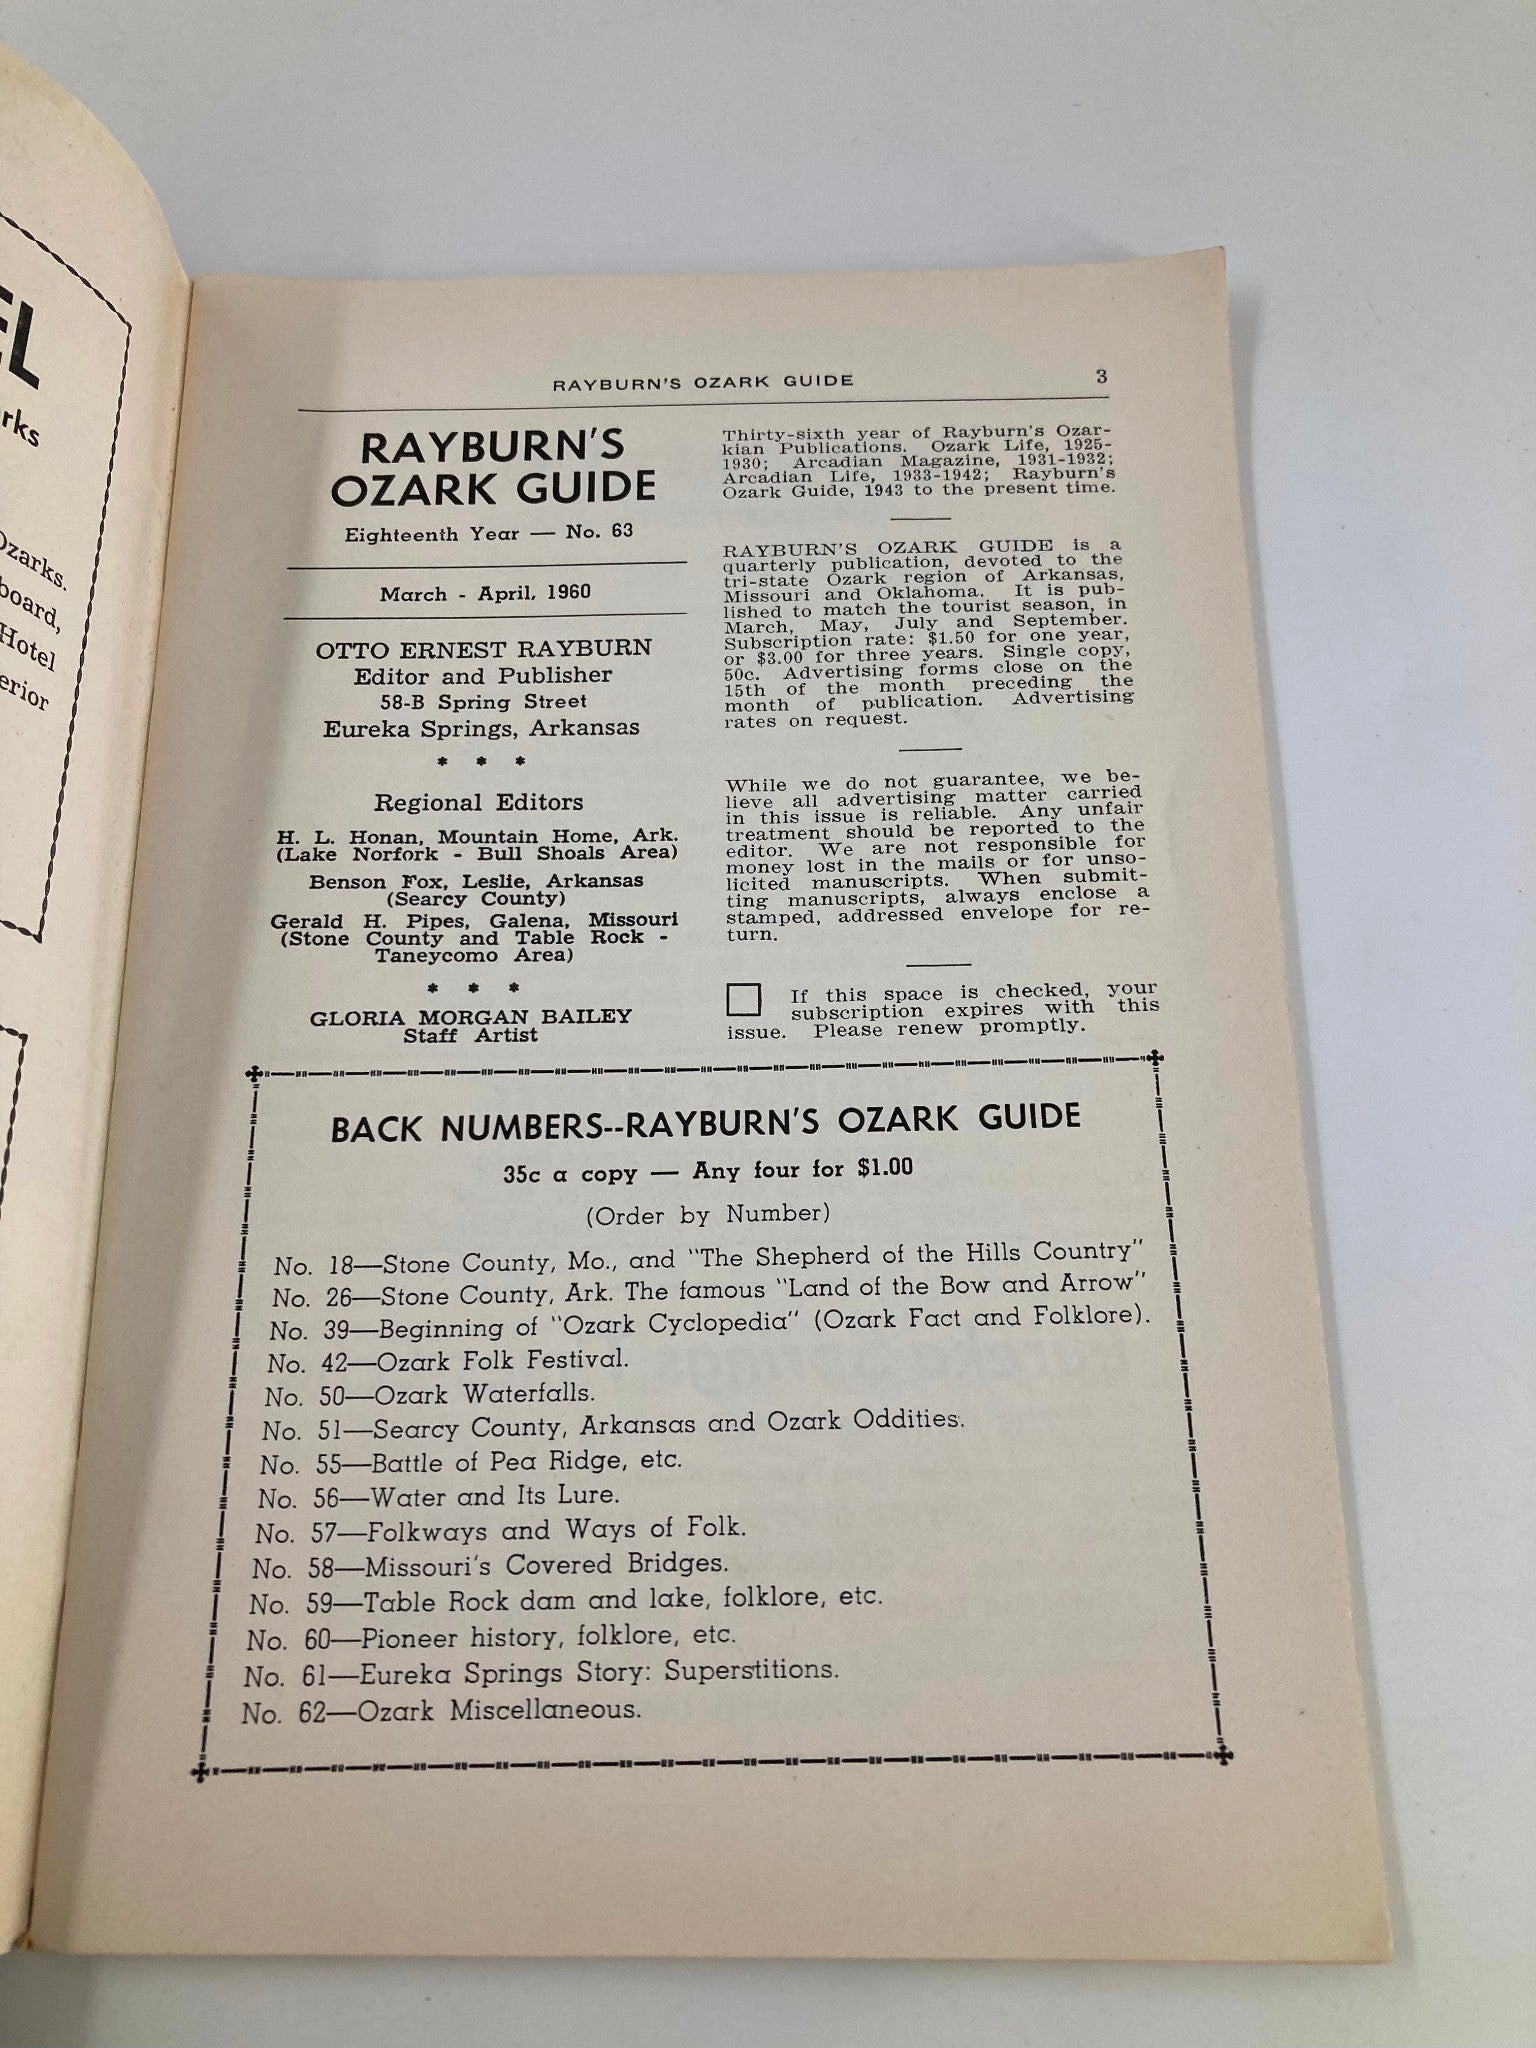 EL
rks
Ozarks.
board,
Hotel
erior
RAYBURN'S OZARK GUIDE 3
RAYBURN'S
OZARK GUIDE
Eighteenth Year — No. 63
March - April, 1960
OTTO ERNEST RAYBURN
Editor and Publisher
58-B Spring Street
Eureka Springs, Arkansas
* * *
Regional Editors
H. L. Honan, Mountain Home, Ark.
(Lake Norfork - Bull Shoals Area)
Benson Fox, Leslie, Arkansas
(Searcy County)
Gerald H. Pipes, Galena, Missouri
(Stone County and Table Rock -
Taneycomo Area)
* * *
GLORIA MORGAN BAILEY
Staff Artist
Thirty-sixth year of Rayburn's Ozar-
kian Publications. Ozark Life, 1925-
1930; Arcadian Magazine, 1931-1932;
Arcadian Life, 1933-1942; Rayburn's
Ozark Guide, 1943 to the present time.
RAYBURN'S OZARK GUIDE is a
quarterly publication, devoted to the
tri-state Ozark region of Arkansas,
Missouri and Oklahoma. It is pub-
lished to match the tourist season, in
March, May, July and September.
Subscription rate: $1.50 for one year,
or $3.00 for three years. Single copy,
50c. Advertising forms close on the
15th of the month preceding the
month of publication. Advertising
rates on request.
While we do not guarantee, we be-
lieve all advertising matter carried
in this issue is reliable. Any unfair
treatment should be reported to the
editor. We are not responsible for
money lost in the mails or for unso-
licited manuscripts. When submit-
ting manuscripts, always enclose a
stamped, addressed envelope for re-
turn.
If this space is checked, your
subscription expires with this
issue. Please renew promptly.
BACK NUMBERS--RAYBURN'S OZARK GUIDE
35c a copy — Any four for $1.00
(Order by Number)
No. 18—Stone County, Mo., and "The Shepherd of the Hills Country"
No. 26—Stone County, Ark. The famous "Land of the Bow and Arrow"
No. 39—Beginning of "Ozark Cyclopedia" (Ozark Fact and Folklore).
No. 42—Ozark Folk Festival.
No. 50—Ozark Waterfalls.
No. 51—Searcy County, Arkansas and Ozark Oddities.
No. 55—Battle of Pea Ridge, etc.
No. 56—Water and Its Lure.
No. 57—Folkways and Ways of Folk.
No. 58—Missouri's Covered Bridges.
No. 59—Table Rock dam and lake, folklore, etc.
No. 60—Pioneer history, folklore, etc.
No. 61—Eureka Springs Story: Superstitions.
No. 62—Ozark Miscellaneous.